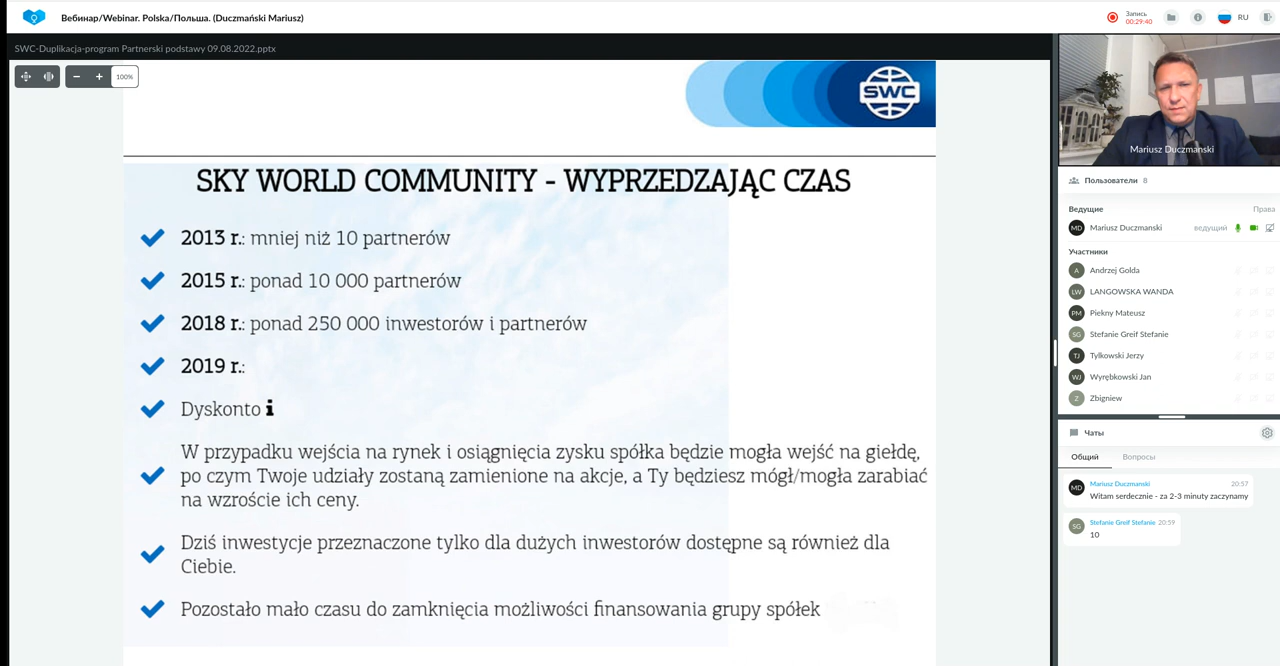 Вебинар/Webinar. Polska/Польша. (Duczmański Mariusz)
Запись
00:29:40
RU
SWC-Duplikacja-program Partnerski podstawy 09.08.2022.pptx
100%
SWC
SKY WORLD COMMUNITY - WYPRZEDZAJĄC CZAS
2013 r.: mniej niż 10 partnerów
2015 r.: ponad 10 000 partnerów
2018 r.: ponad 250 000 inwestorów i partnerów
2019 r.:
Dyskonto i
W przypadku wejścia na rynek i osiągnięcia zysku spółka będzie mogła wejść na giełdę,
po czym Twoje udziały zostaną zamienione na akcje, a Ty będziesz mógł/mogła zarabiać
na wzroście ich ceny.
Dziś inwestycje przeznaczone tylko dla dużych inwestorów dostępne są również dla
Ciebie.
Pozostało mało czasu do zamknięcia możliwości finansowania grupy spółek
Mariusz Duczmanski
Пользователи 8
Ведущие Права
MD Mariusz Duczmanski ведущий
Участники
A Andrzej Golda
LW LANGOWSKA WANDA
PM Piekny Mateusz
SG Stefanie Greif Stefanie
TJ Tylkowski Jerzy
WJ Wyrębkowski Jan
Z Zbigniew
Чаты
Общий Вопросы
MD Mariusz Duczmanski 20:57
Witam serdecznie - za 2-3 minuty zaczynamy
SG Stefanie Greif Stefanie 20:59
10